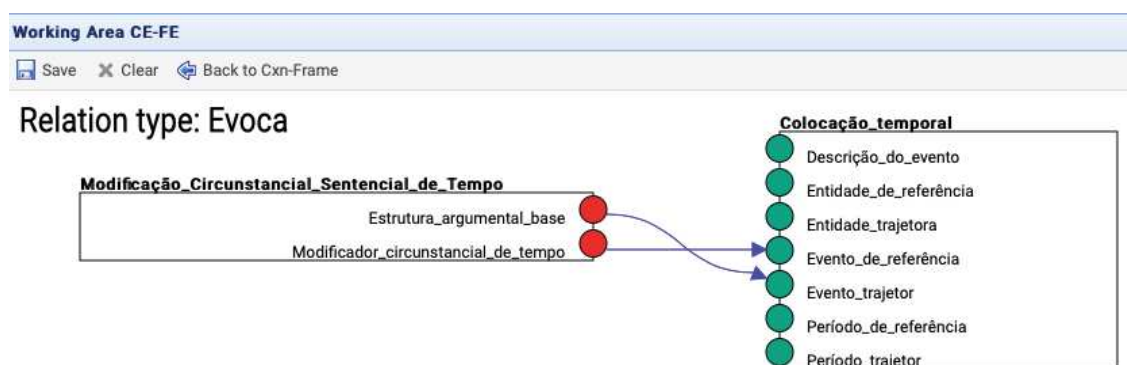 Working Area CE-FE
Save Clear Back to Cxn-Frame
Relation type: Evoca
Colocação_temporal
Descrição_do_evento
Modificação_Circunstancial_Sentencial_de_Tempo
Entidade_de_referência
Estrutura_argumental_base
Entidade_trajetora
Modificador_circunstancial_de_tempo
Evento_de_referência
Evento_trajetor
Período_de_referência
Período_trajetor